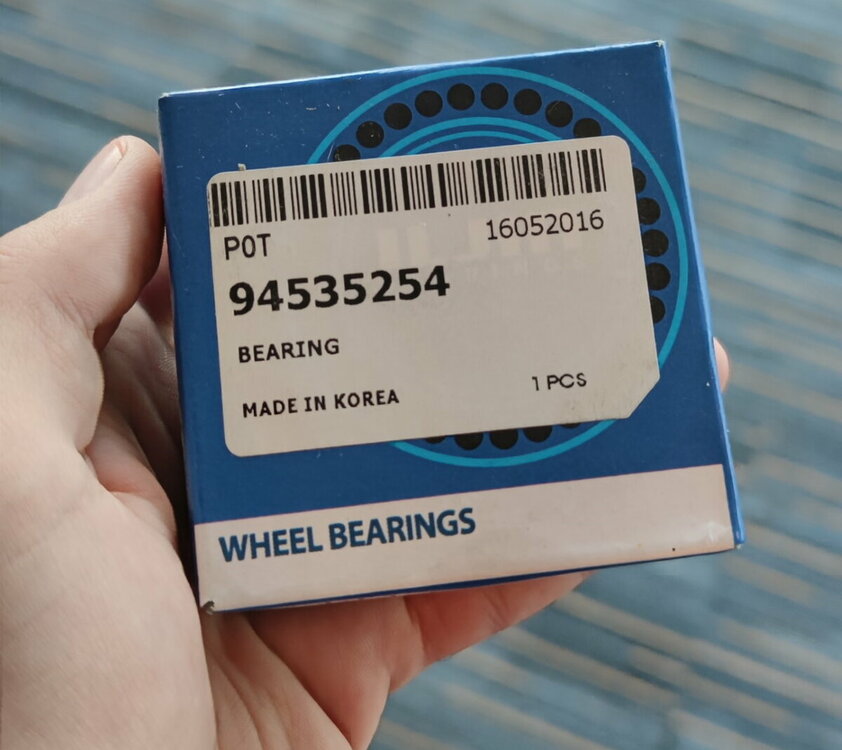 POT 16052016
94535254
BEARING
MADE IN KOREA 1 PCS
WHEEL BEARINGS